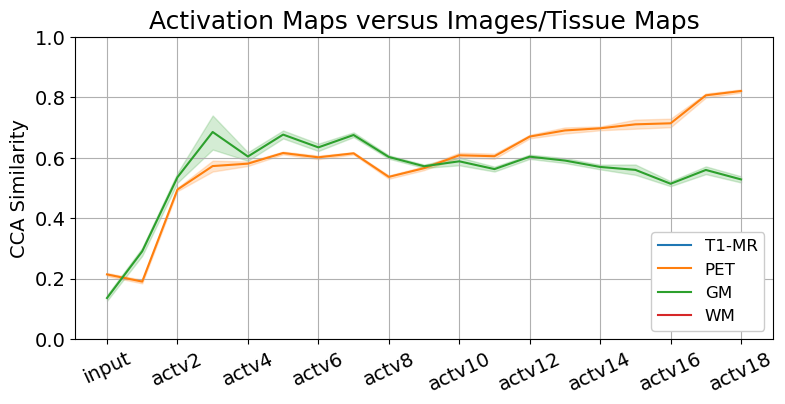 Activation Maps versus Images/Tissue Maps
CCA Similarity
1.0
0.8
0.6
0.4
0.2
0.0
input
actv2
actv4
actv6
actv8
actv10
actv12
actv14
actv16
actv18
T1-MR
PET
GM
WM